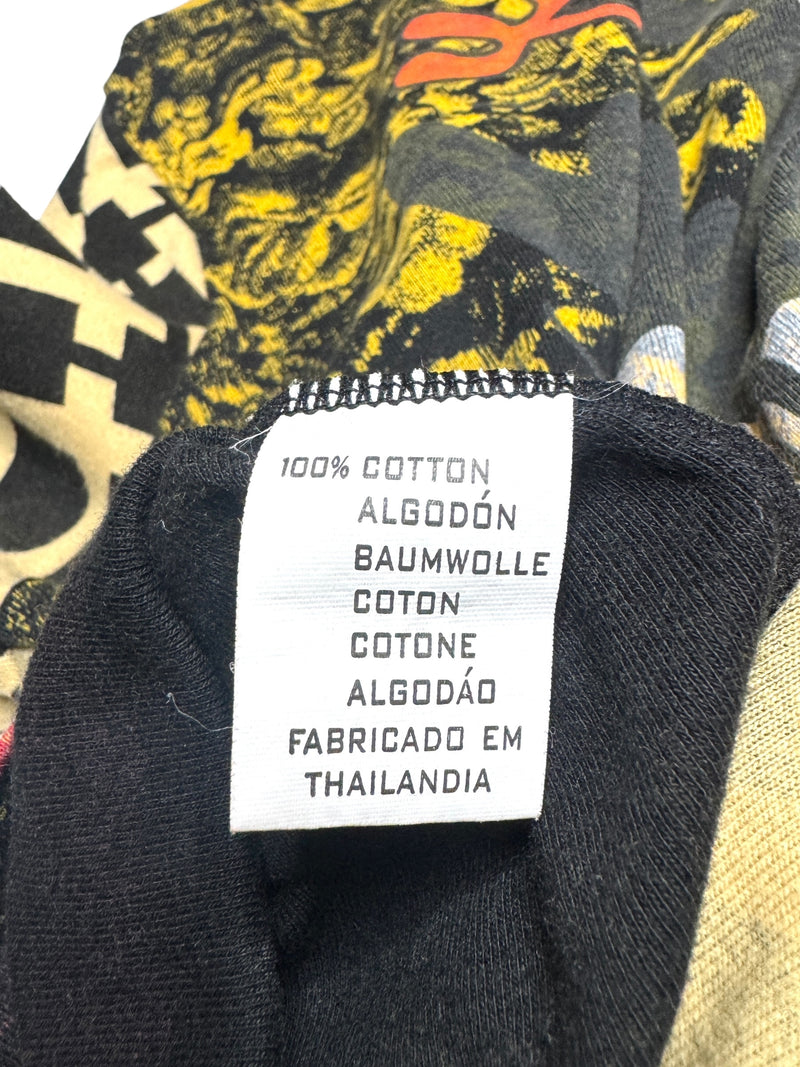 100% COTTON
ALGODÓN
BAUMWOLLE
COTON
COTONE
ALGODÁO
FABRICADO EM
THAILANDIA